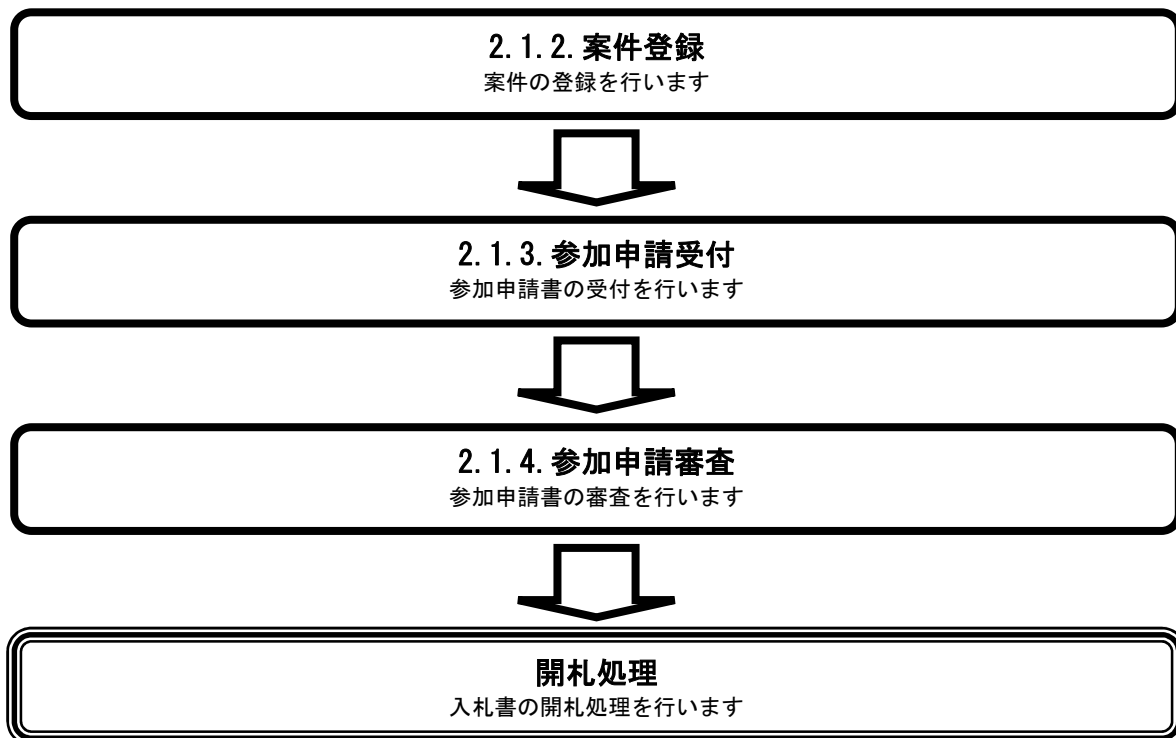 2.1.2.案件登録
案件の登録を行います
2.1.3.参加申請受付
参加申請書の受付を行います
2.1.4.参加申請審査
参加申請書の審査を行います
開札処理
入札書の開札処理を行います